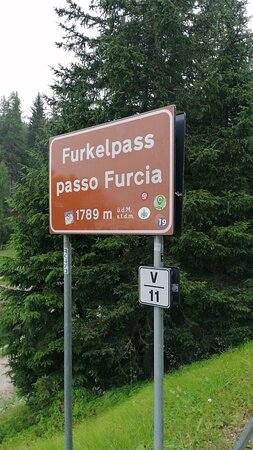 Furkelpass
passo Furcia
1789 m ü.d.M. s.l.m.
19
V
11